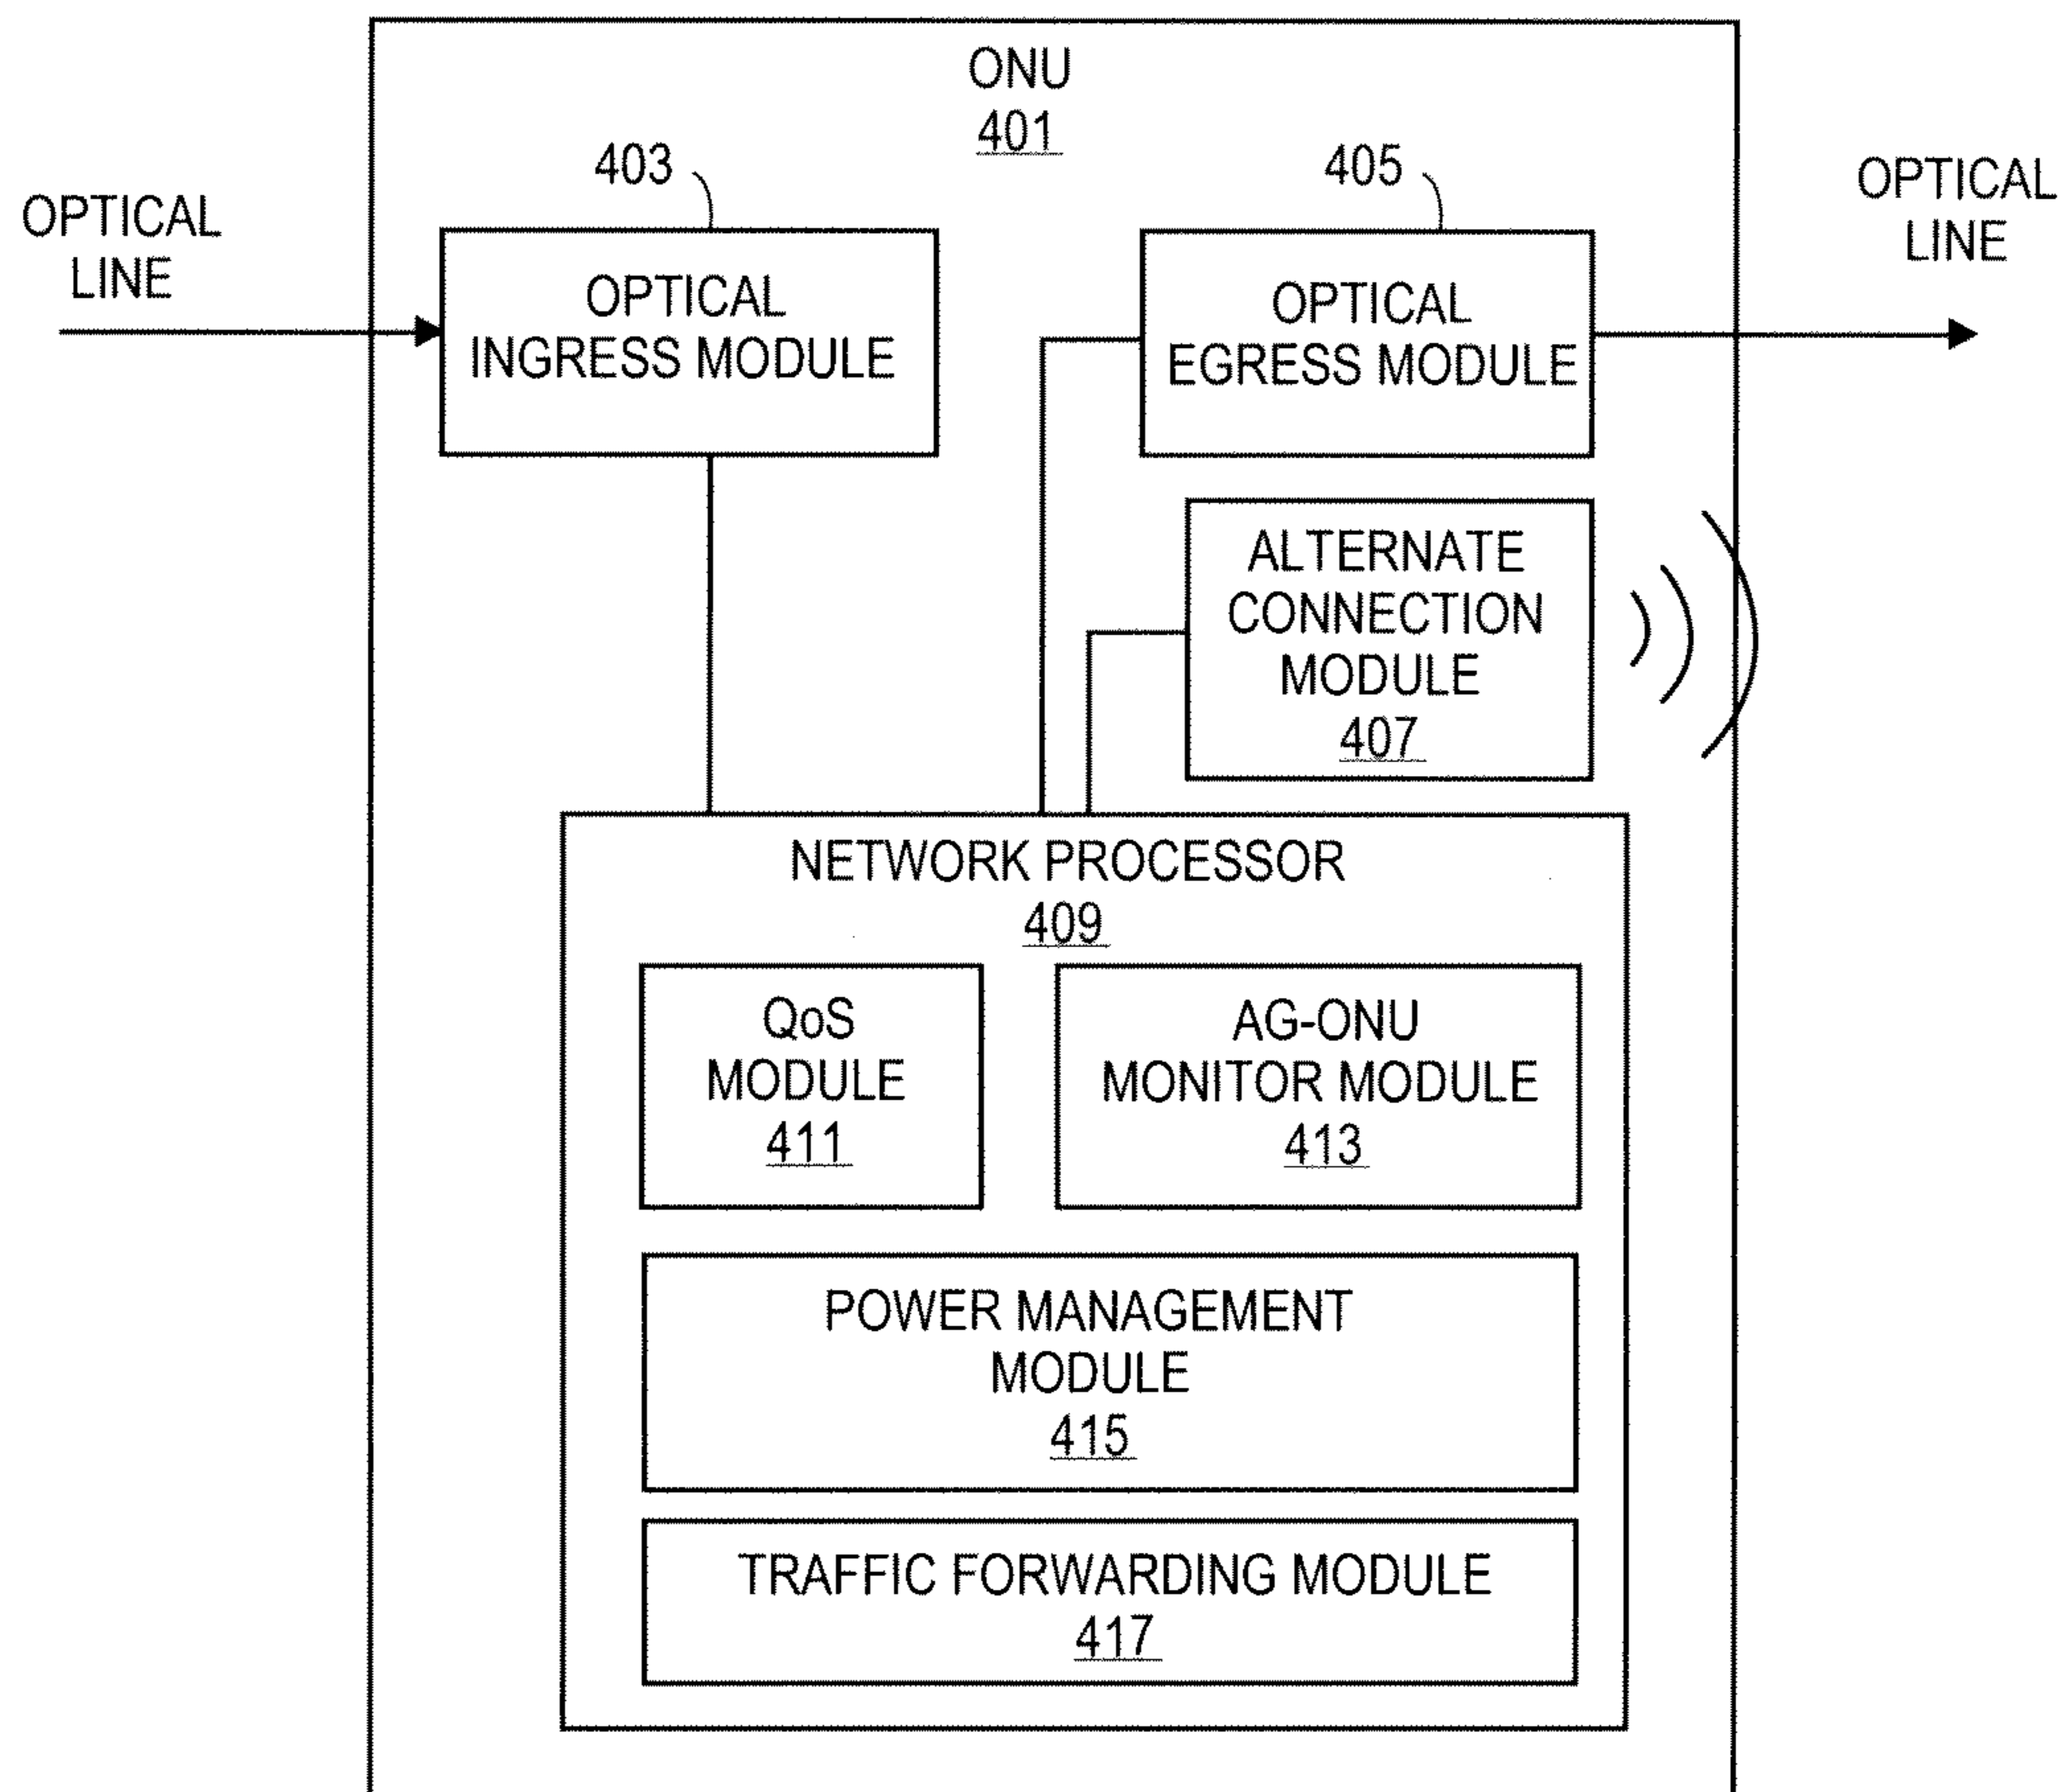 ONU
401
403
405
OPTICAL
LINE
OPTICAL
LINE
OPTICAL
INGRESS MODULE
OPTICAL
EGRESS MODULE
ALTERNATE
CONNECTION
MODULE
407
NETWORK PROCESSOR
409
QoS
MODULE
411
AG-ONU
MONITOR MODULE
413
POWER MANAGEMENT
MODULE
415
TRAFFIC FORWARDING MODULE
417